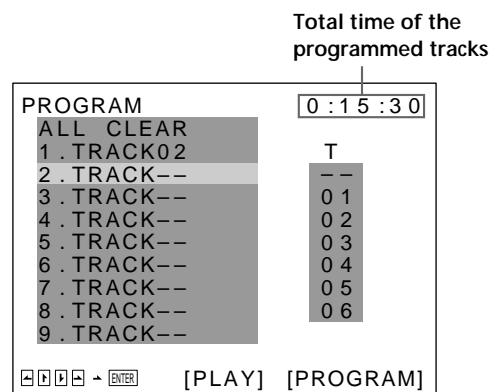 Total time of the
programmed tracks
PROGRAM 0:15:30
ALL CLEAR
1.TRACK02 T
2.TRACK–– ––
3.TRACK–– 01
4.TRACK–– 02
5.TRACK–– 03
6.TRACK–– 04
7.TRACK–– 05
8.TRACK–– 06
9.TRACK––
ENTER [PLAY] [PROGRAM]